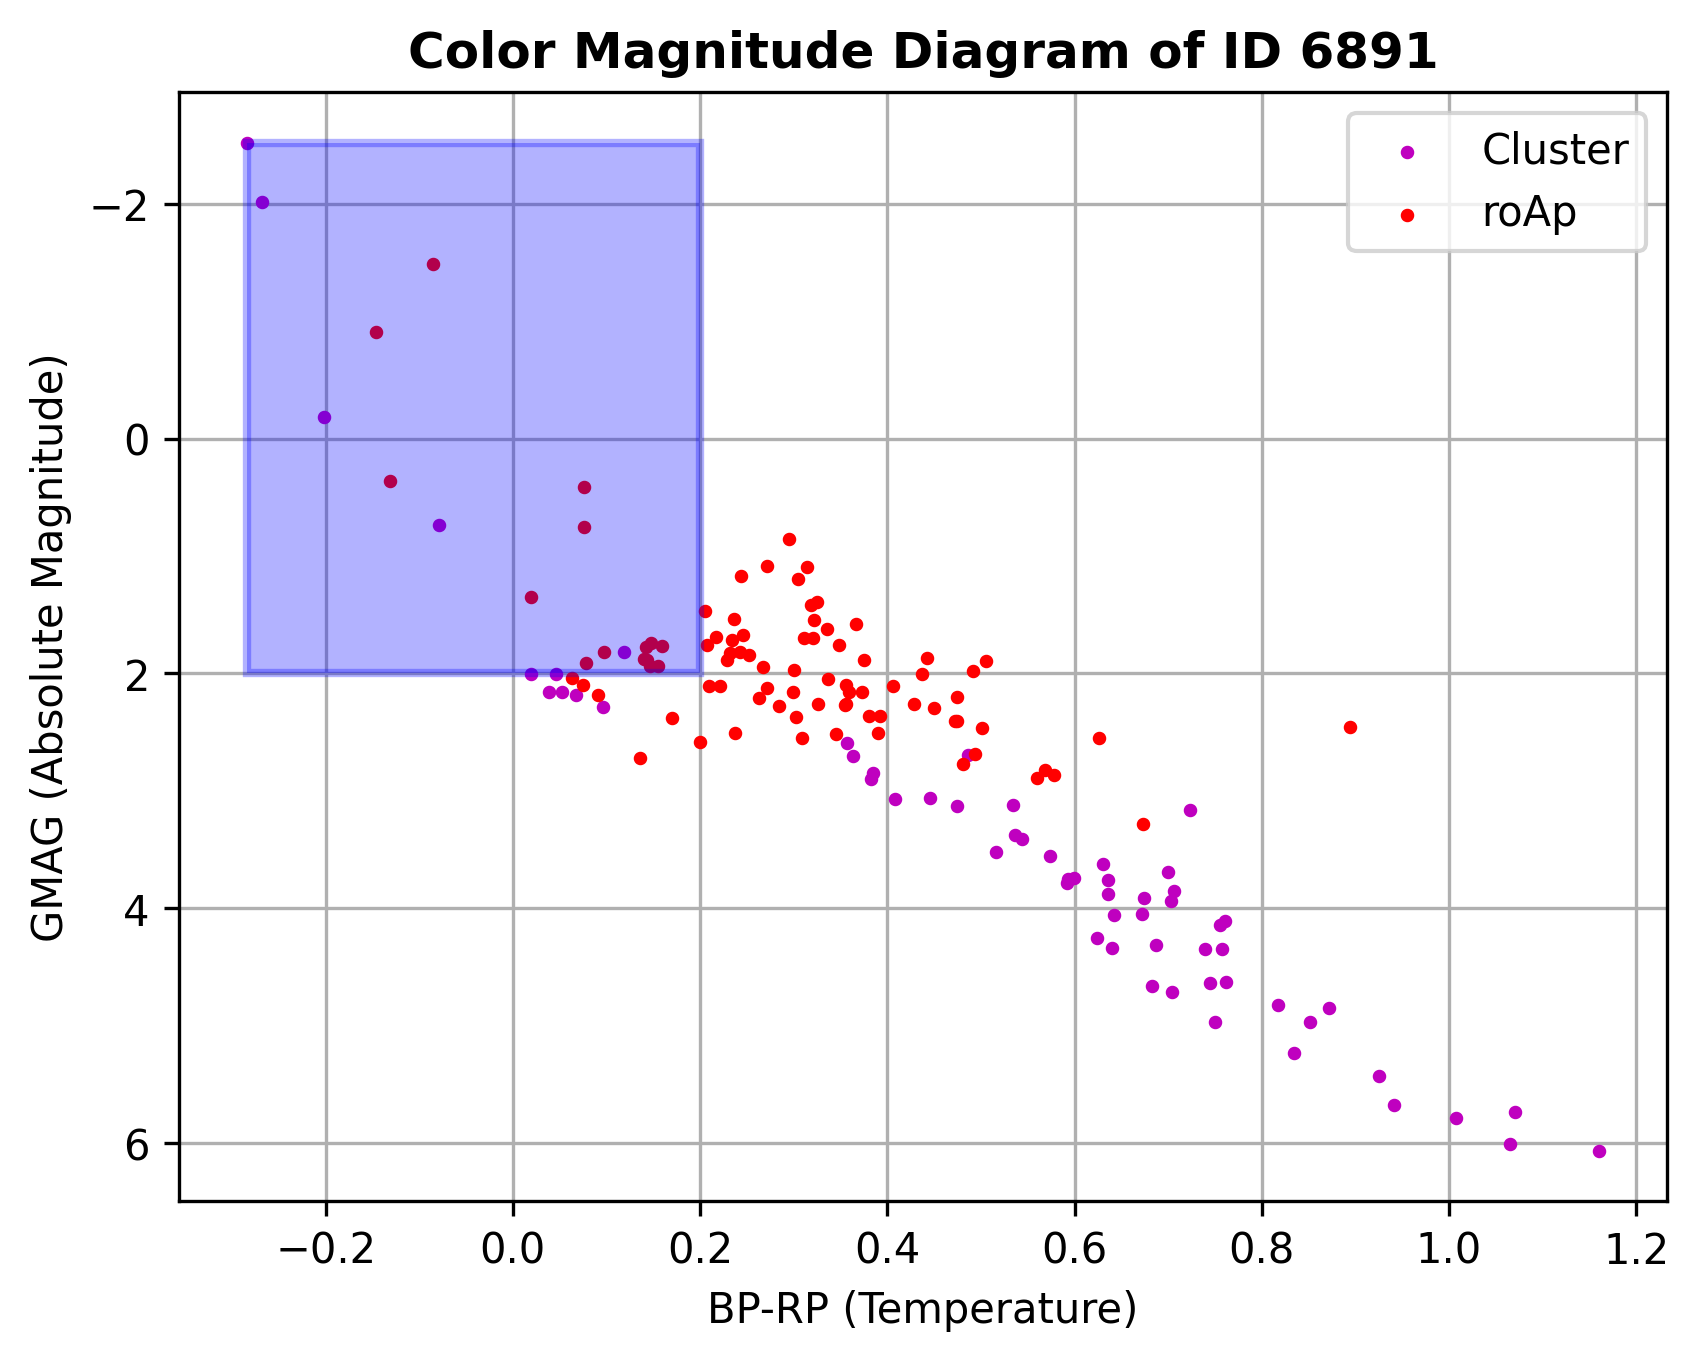 Color Magnitude Diagram of ID 6891
Cluster
roAp
−2
0
2
4
6
GMAG (Absolute Magnitude)
−0.2 0.0 0.2 0.4 0.6 0.8 1.0 1.2
BP-RP (Temperature)